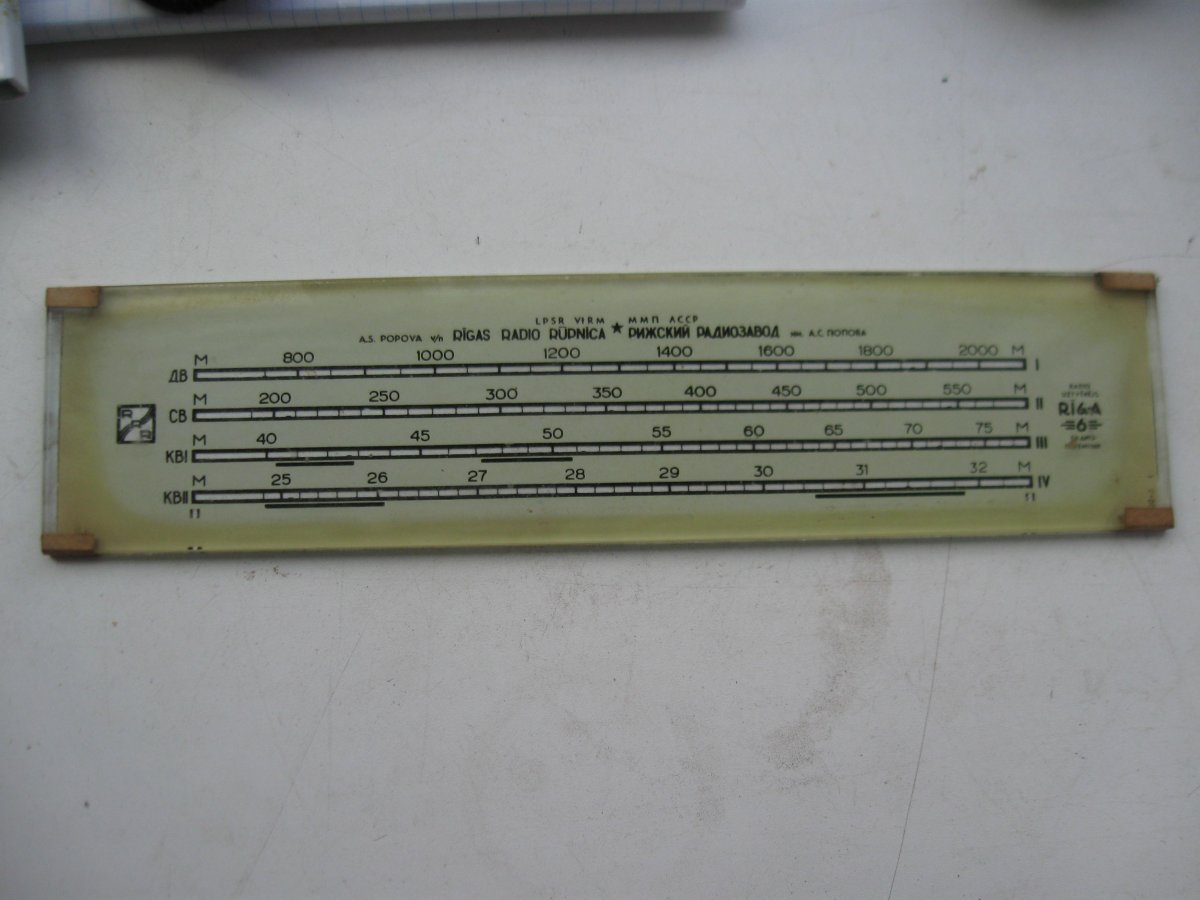 LPSR VIRM ММП ЛССР
A.S. POPOVA v/n RĪGAS RADIO RŪPNĪCA ★ РИЖСКИЙ РАДИОЗАВОД им. А.С. ПОПОВА
М 800 1000 1200 1400 1600 1800 2000 М
ДВ I
М 200 250 300 350 400 450 500 550 М
СВ II
М 40 45 50 55 60 65 70 75 М
КВI III
М 25 26 27 28 29 30 31 32 М
КВII IV
RRR
RĪGA
6